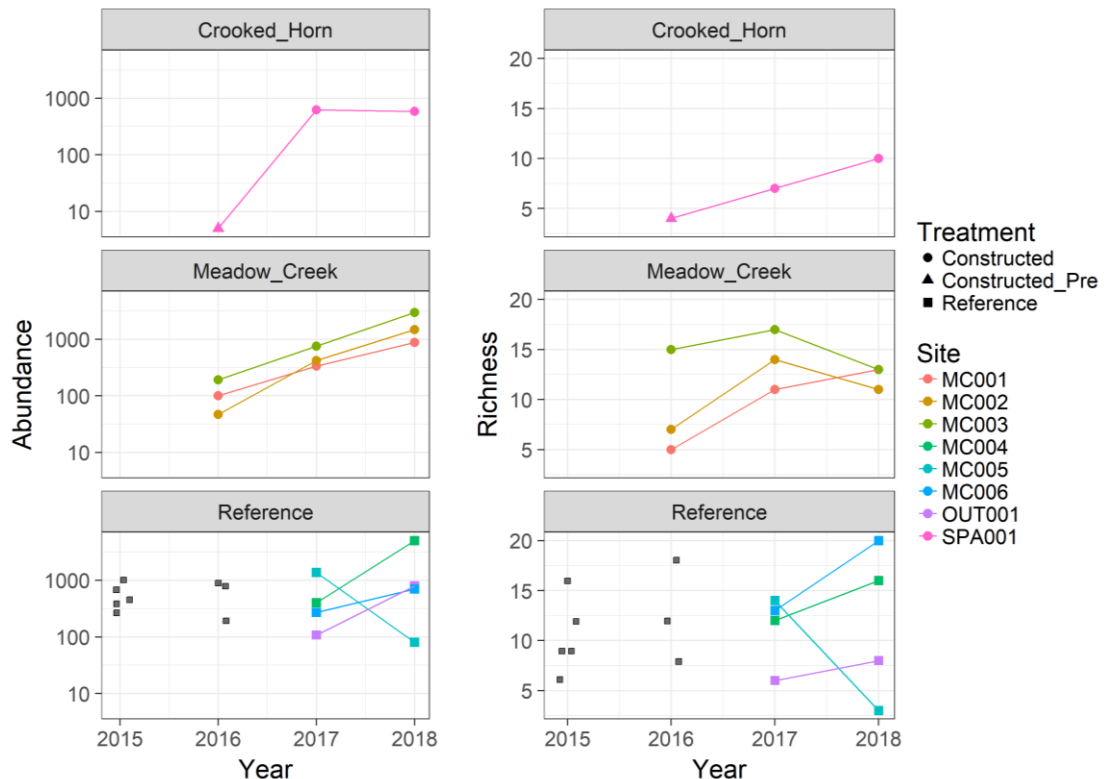 Crooked_Horn
1000
100
10
Meadow_Creek
1000
100
10
Reference
1000
100
10
2015 2016 2017 2018
Year
Abundance
Crooked_Horn
20
15
10
5
Meadow_Creek
20
15
10
5
Reference
20
15
10
5
2015 2016 2017 2018
Year
Richness
Treatment
Constructed
Constructed_Pre
Reference
Site
MC001
MC002
MC003
MC004
MC005
MC006
OUT001
SPA001